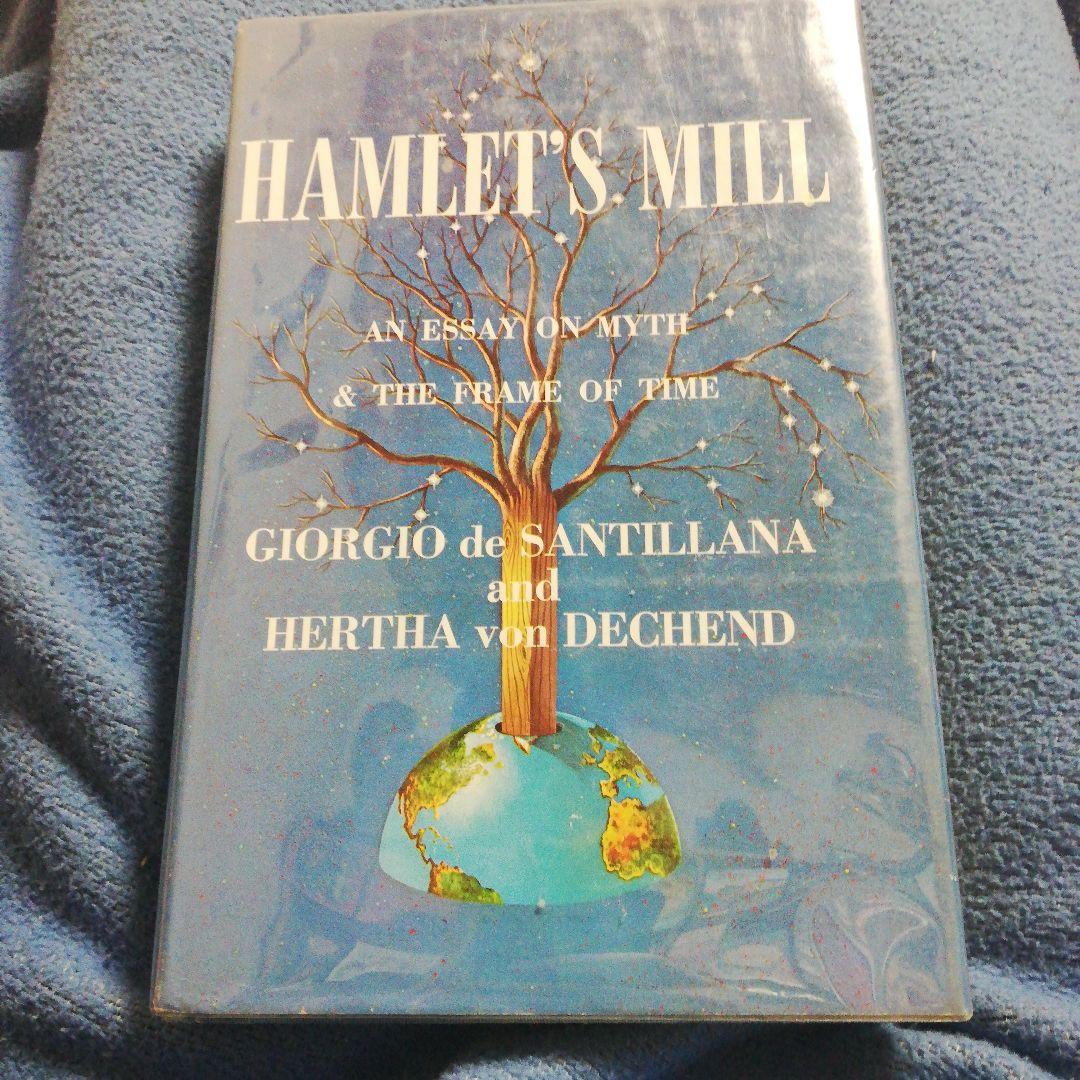 HAMLET'S MILL
AN ESSAY ON MYTH
& THE FRAME OF TIME
GIORGIO de SANTILLANA
and
HERTHA von DECHEND